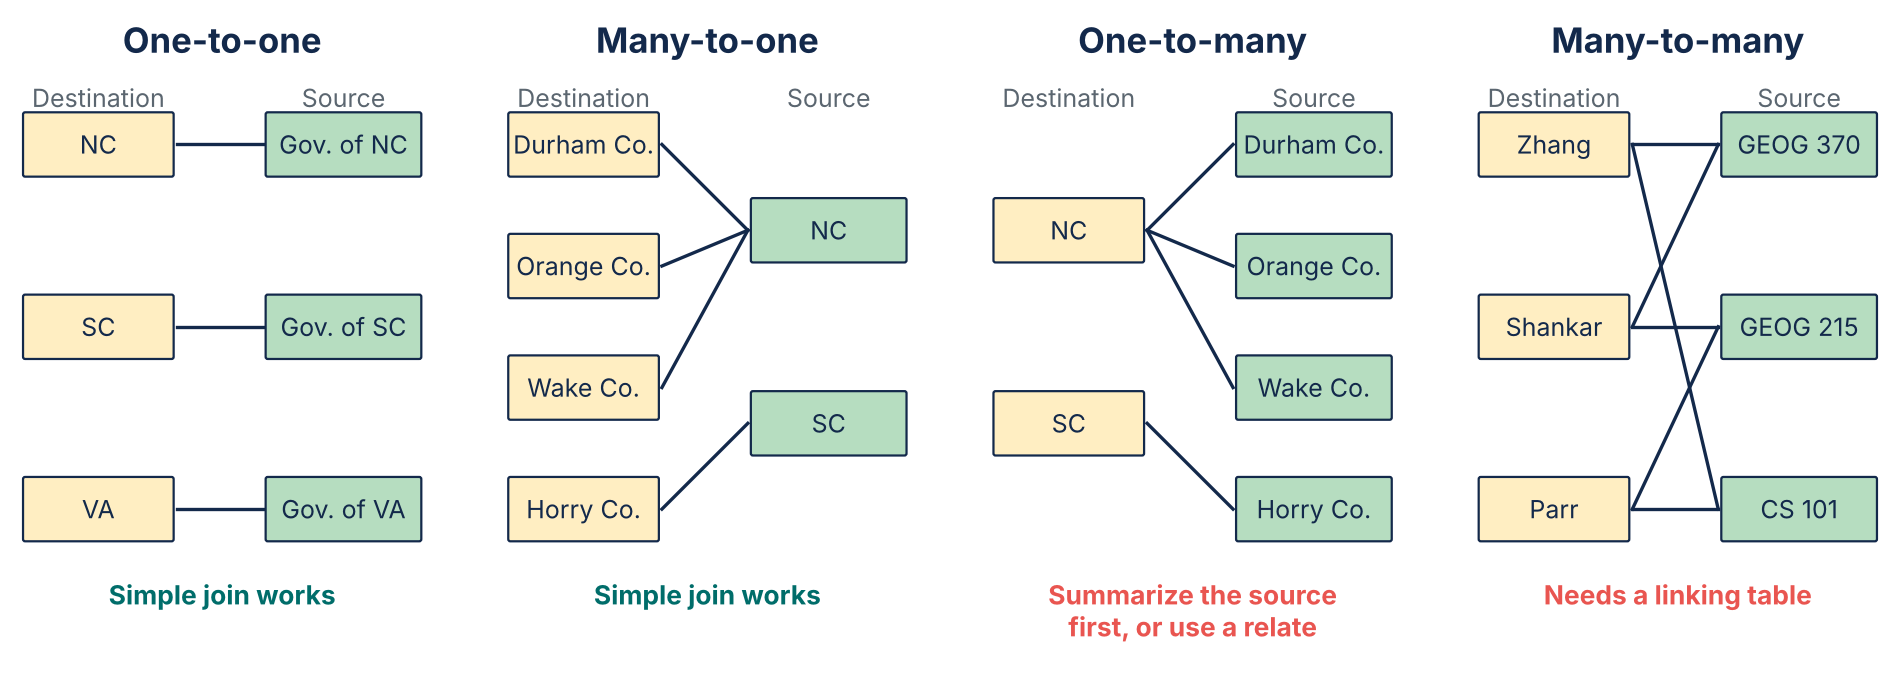 One-to-one
Destination
Source
NC
Gov. of NC
SC
Gov. of SC
VA
Gov. of VA
Simple join works
Many-to-one
Destination
Source
Durham Co.
Orange Co.
Wake Co.
Horry Co.
NC
SC
Simple join works
One-to-many
Destination
Source
NC
SC
Durham Co.
Orange Co.
Wake Co.
Horry Co.
Summarize the source
first, or use a relate
Many-to-many
Destination
Source
Zhang
GEOG 370
Shankar
GEOG 215
Parr
CS 101
Needs a linking table